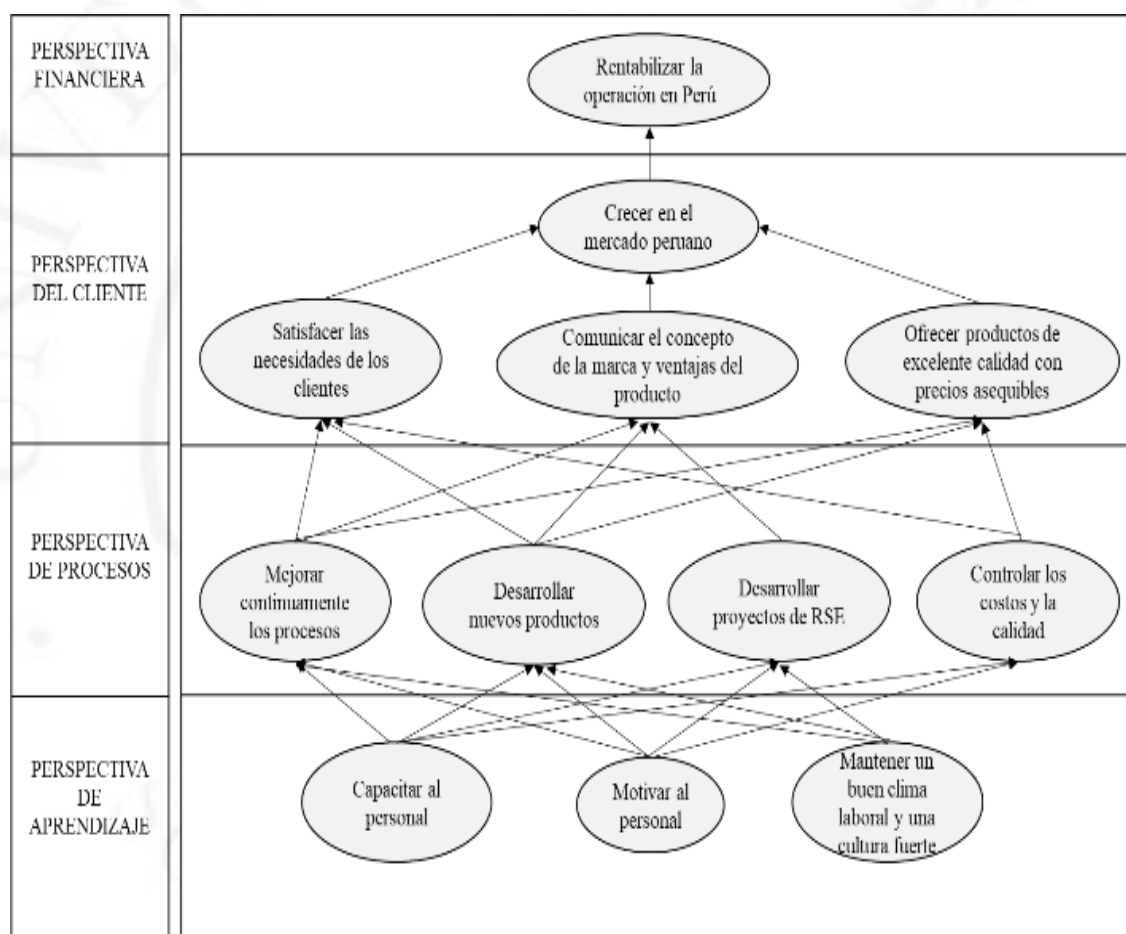 PERSPECTIVA
FINANCIERA
Rentabilizar la
operación en Perú
PERSPECTIVA
DEL CLIENTE
Crecer en el
mercado peruano
Satisfacer las
necesidades de los
clientes
Comunicar el concepto
de la marca y ventajas del
producto
Ofrecer productos de
excelente calidad con
precios asequibles
PERSPECTIVA
DE PROCESOS
Mejorar
continuamente
los procesos
Desarrollar
nuevos productos
Desarrollar
proyectos de RSE
Controlar los
costos y la
calidad
PERSPECTIVA
DE
APRENDIZAJE
Capacitar al
personal
Motivar al
personal
Mantener un
buen clima
laboral y una
cultura fuerte